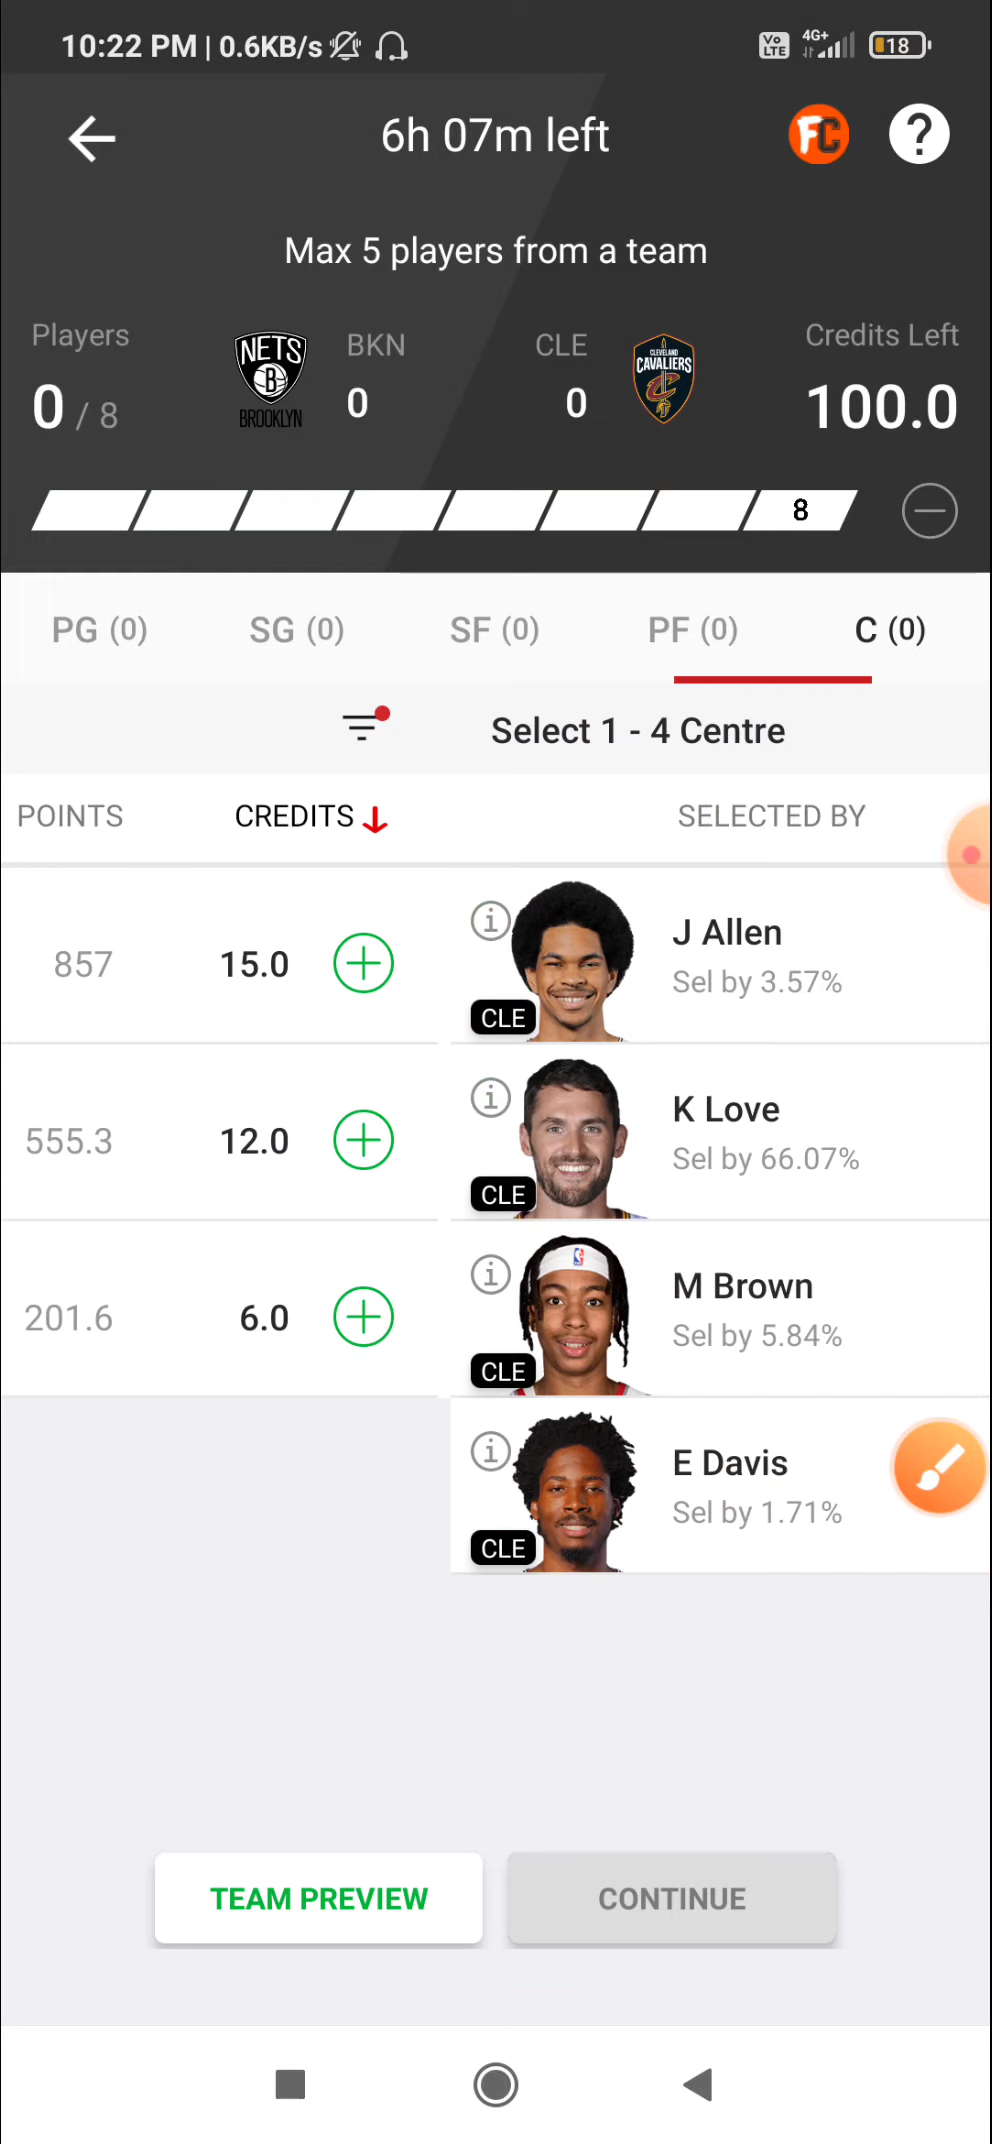 10:22 PM | 0.6KB/s Vo LTE 4G+ 18
6h 07m left FC ?
Max 5 players from a team
Players BKN CLE Credits Left
0 / 8 0 0 100.0
NETS B BROOKLYN
CLEVELAND CAVALIERS C
8
PG (0) SG (0) SF (0) PF (0) C (0)
Select 1 - 4 Centre
POINTS CREDITS SELECTED BY
857 15.0 i J Allen
CLE Sel by 3.57%
555.3 12.0 i K Love
CLE Sel by 66.07%
201.6 6.0 i M Brown
CLE Sel by 5.84%
i E Davis
CLE Sel by 1.71%
TEAM PREVIEW CONTINUE